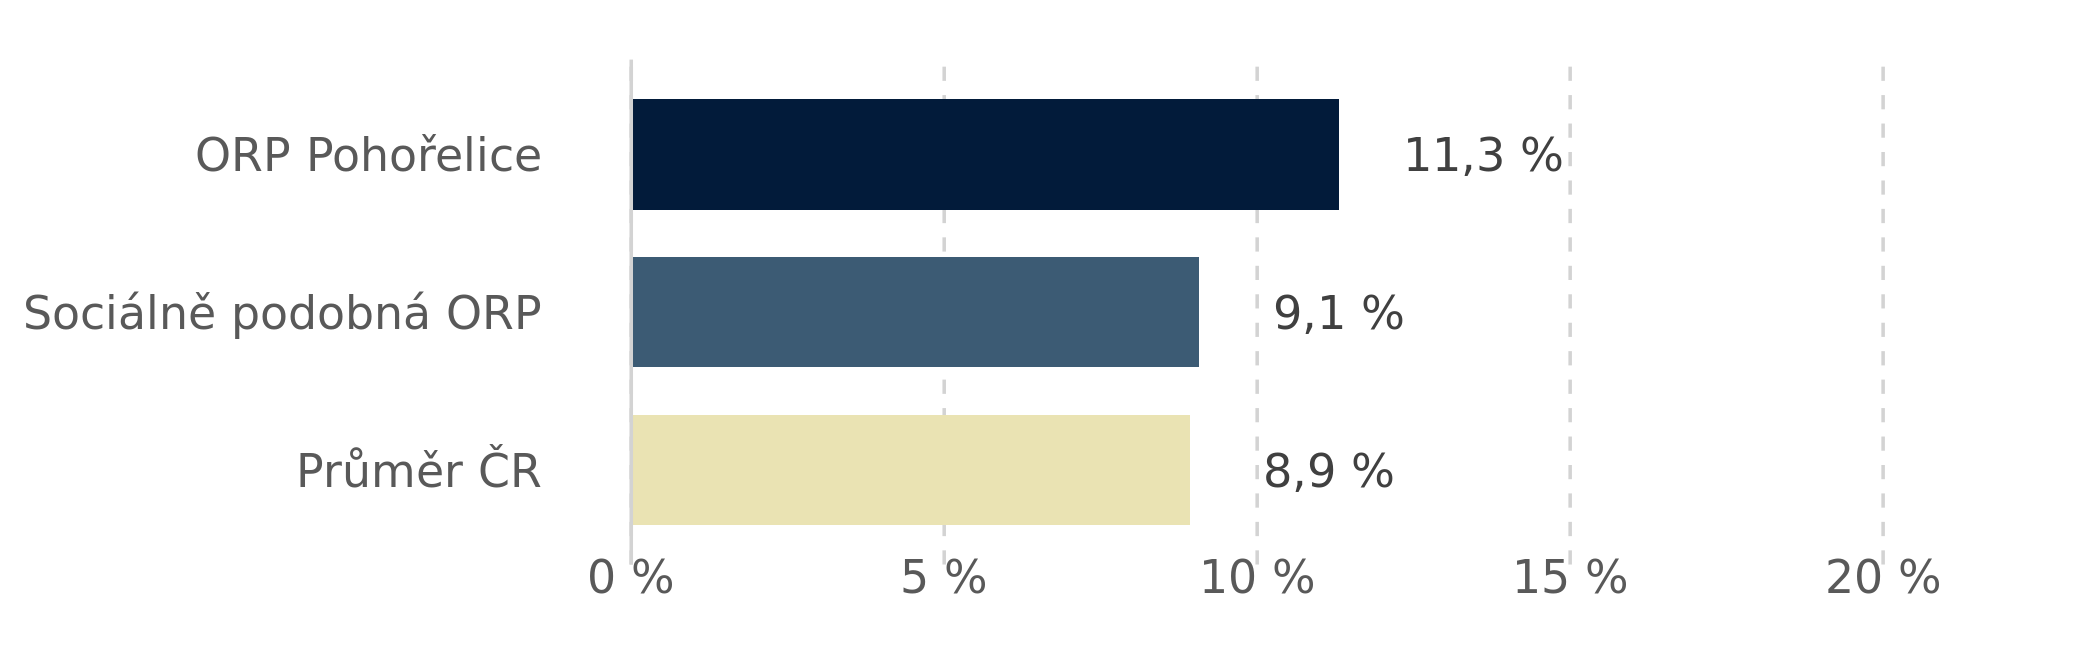 ORP Pohořelice
11,3 %
Sociálně podobná ORP
9,1 %
Průměr ČR
8,9 %
0 %
5 %
10 %
15 %
20 %